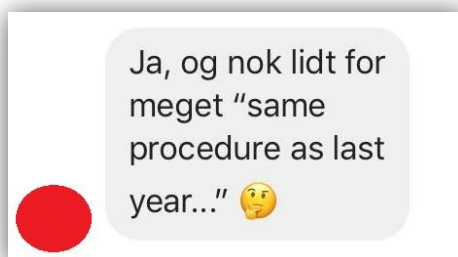 Ja, og nok lidt for
meget “same
procedure as last
year...” 🤔